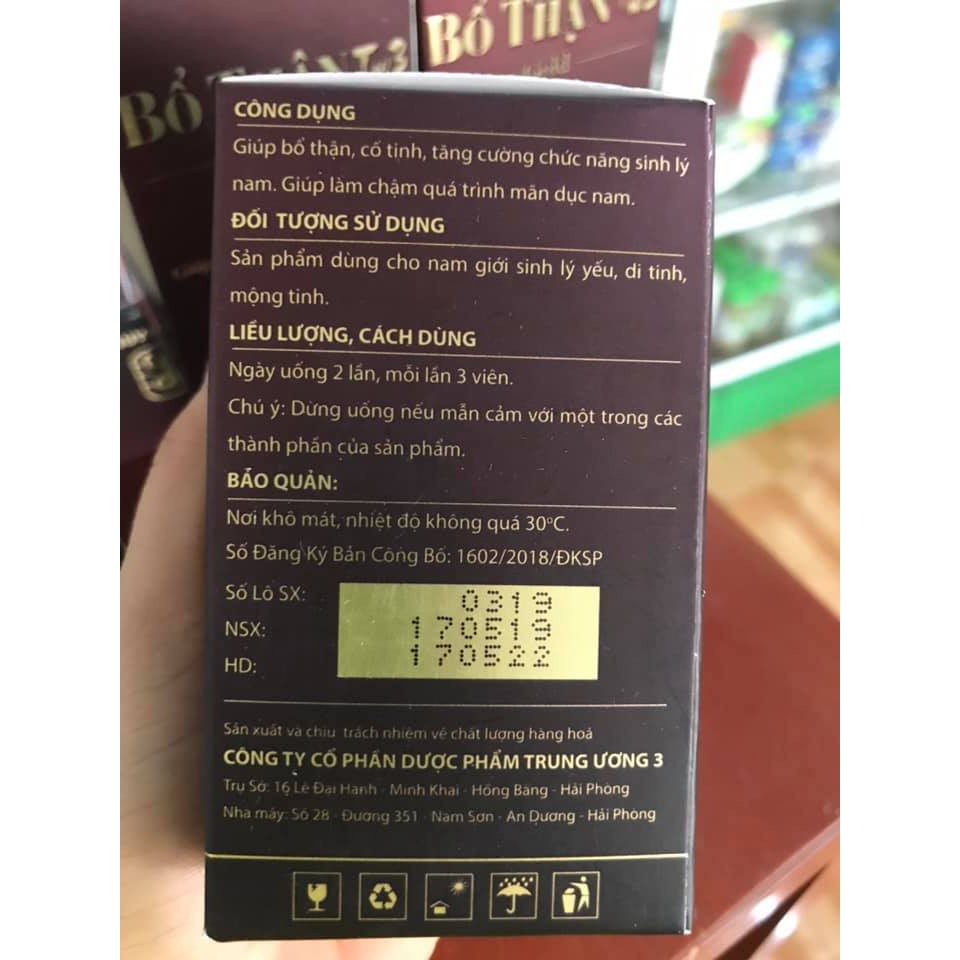 BỔ THẬN TW3
BỔ THẬN
CÔNG DỤNG
Giúp bổ thận, cố tinh, tăng cường chức năng sinh lý
nam. Giúp làm chậm quá trình mãn dục nam.
ĐỐI TƯỢNG SỬ DỤNG
Sản phẩm dùng cho nam giới sinh lý yếu, di tinh,
mộng tinh.
LIỀU LƯỢNG, CÁCH DÙNG
Ngày uống 2 lần, mỗi lần 3 viên.
Chú ý: Dừng uống nếu mẫn cảm với một trong các
thành phần của sản phẩm.
BẢO QUẢN:
Nơi khô mát, nhiệt độ không quá 30°C.
Số Đăng Ký Bản Công Bố: 1602/2018/ĐKSP
Số Lô SX: 0319
NSX: 170519
HD: 170522
Sản xuất và chịu trách nhiệm về chất lượng hàng hoá
CÔNG TY CỔ PHẦN DƯỢC PHẨM TRUNG ƯƠNG 3
Trụ Sở: 16 Lê Đại Hành - Minh Khai - Hồng Bàng - Hải Phòng
Nhà máy: Số 28 - Đường 351 - Nam Sơn - An Dương - Hải Phòng